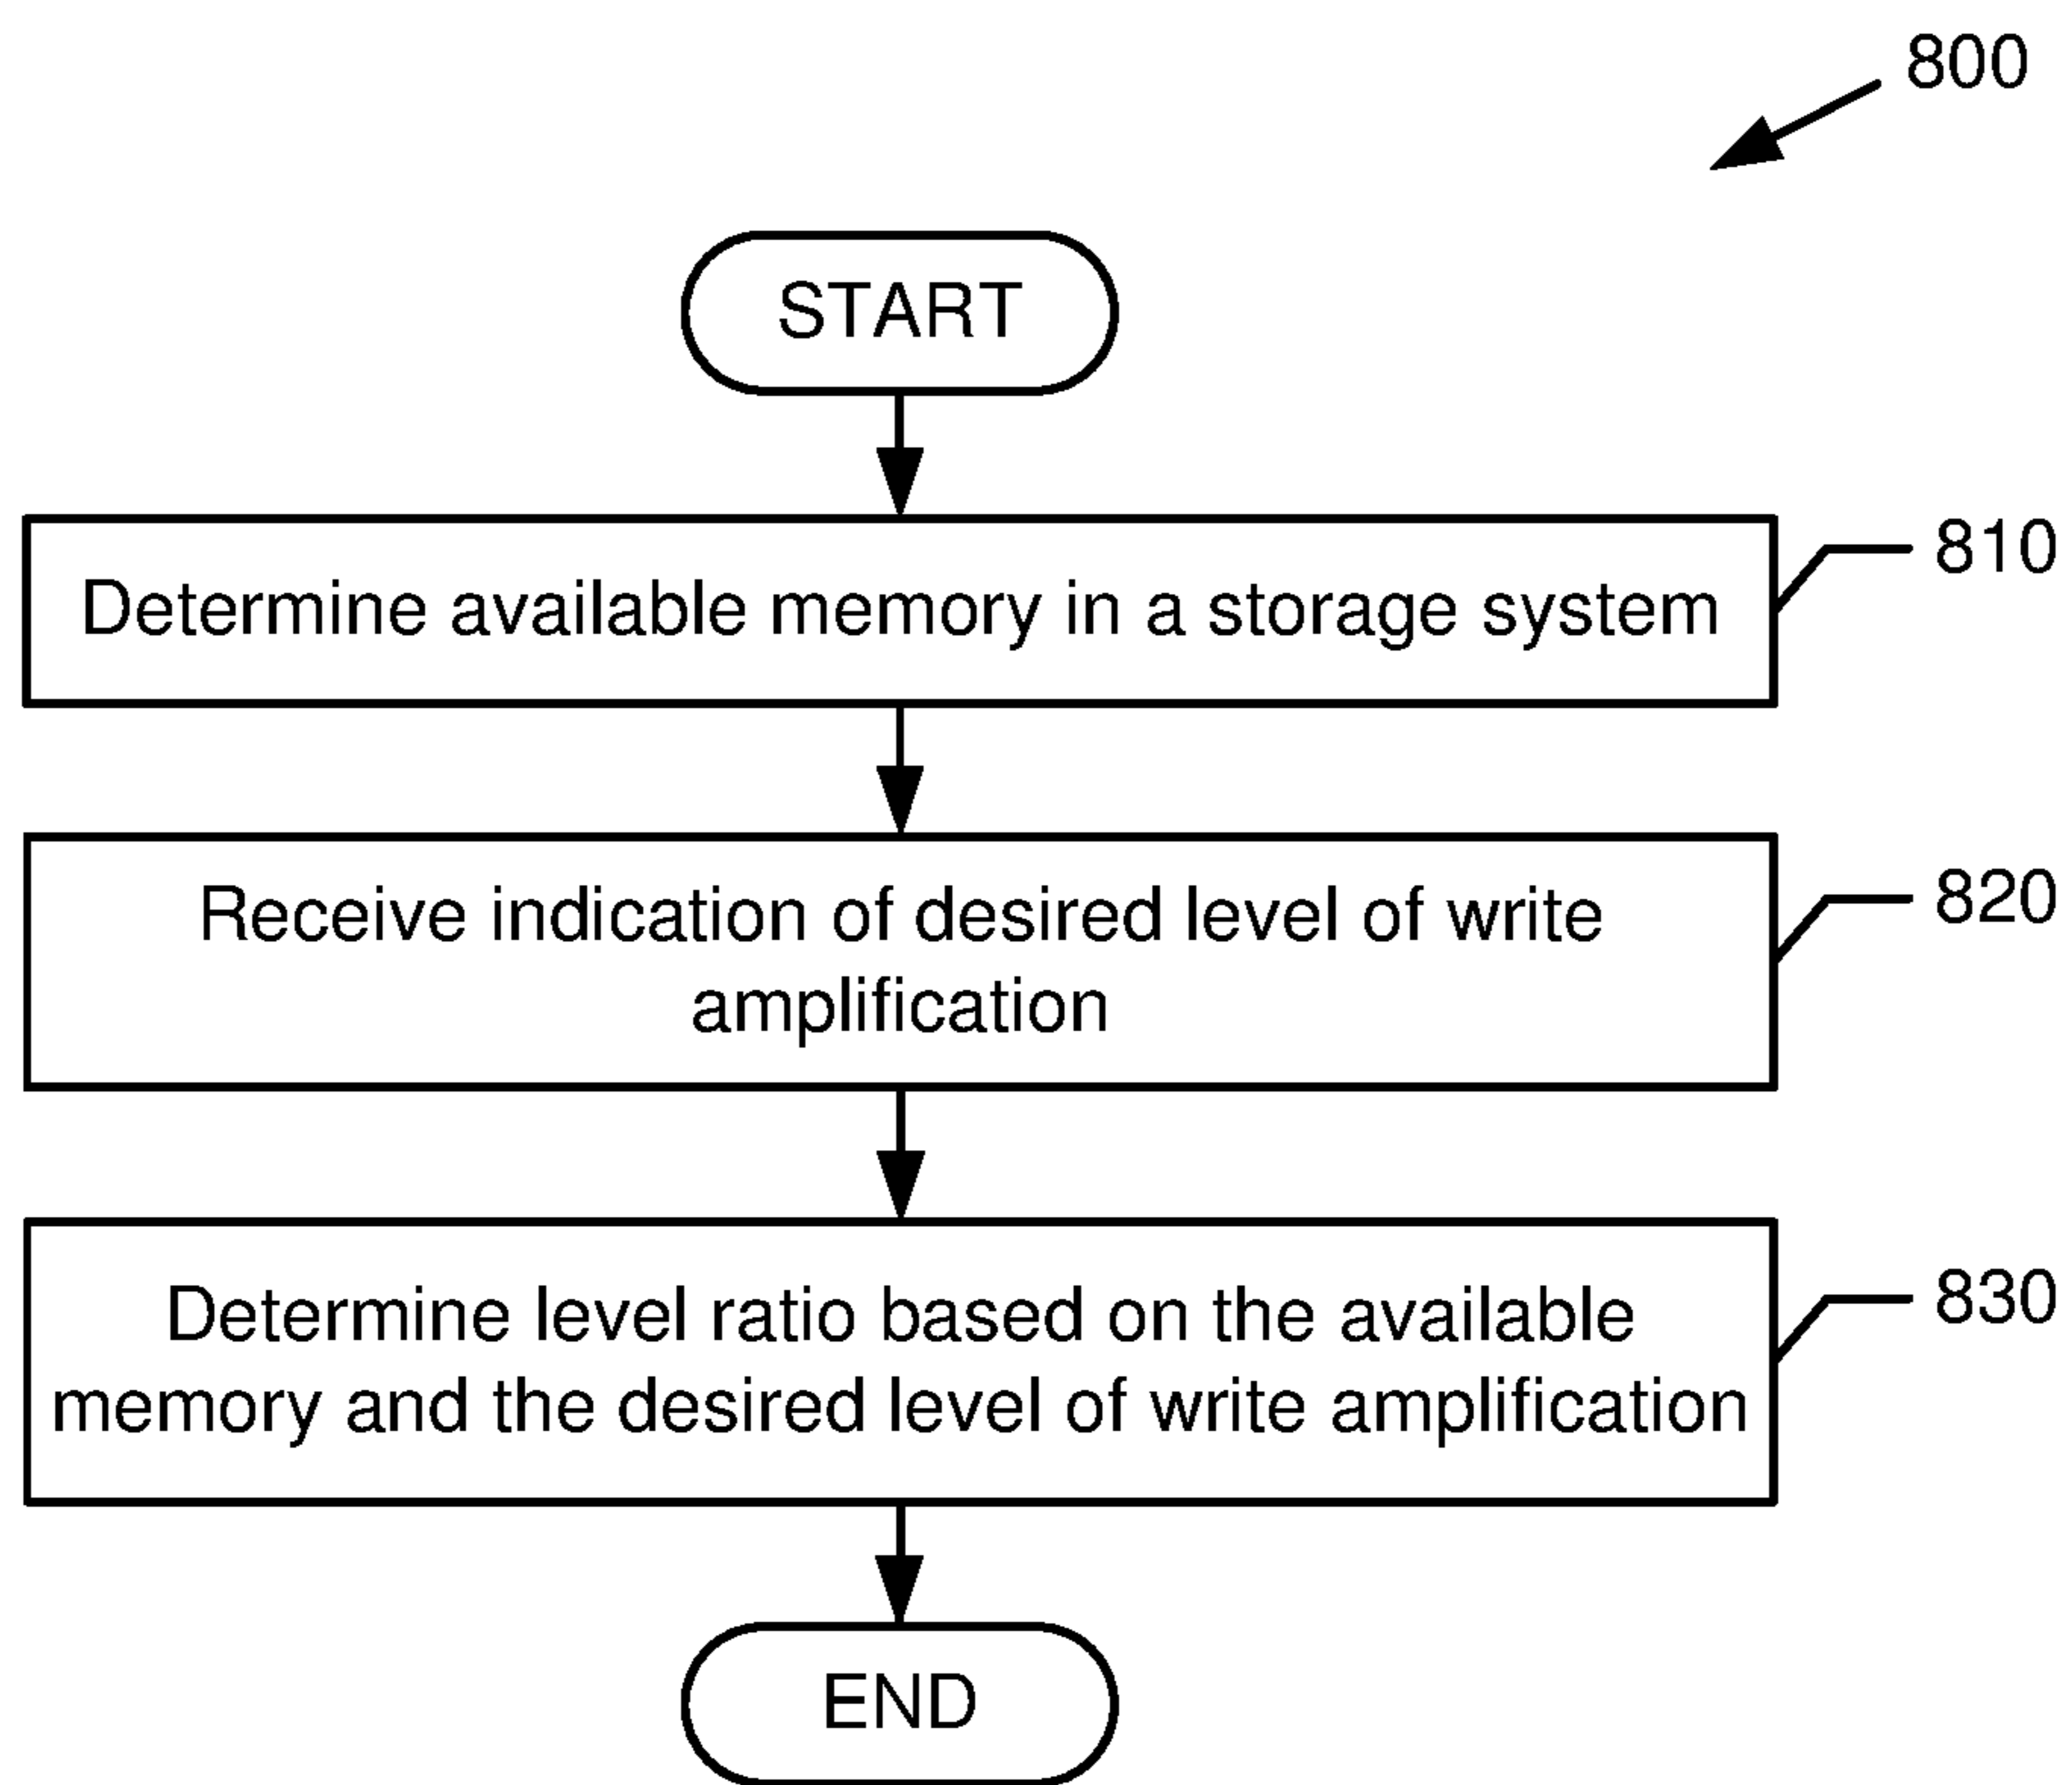 800
START
Determine available memory in a storage system
810
Receive indication of desired level of write
amplification
820
Determine level ratio based on the available
memory and the desired level of write amplification
830
END